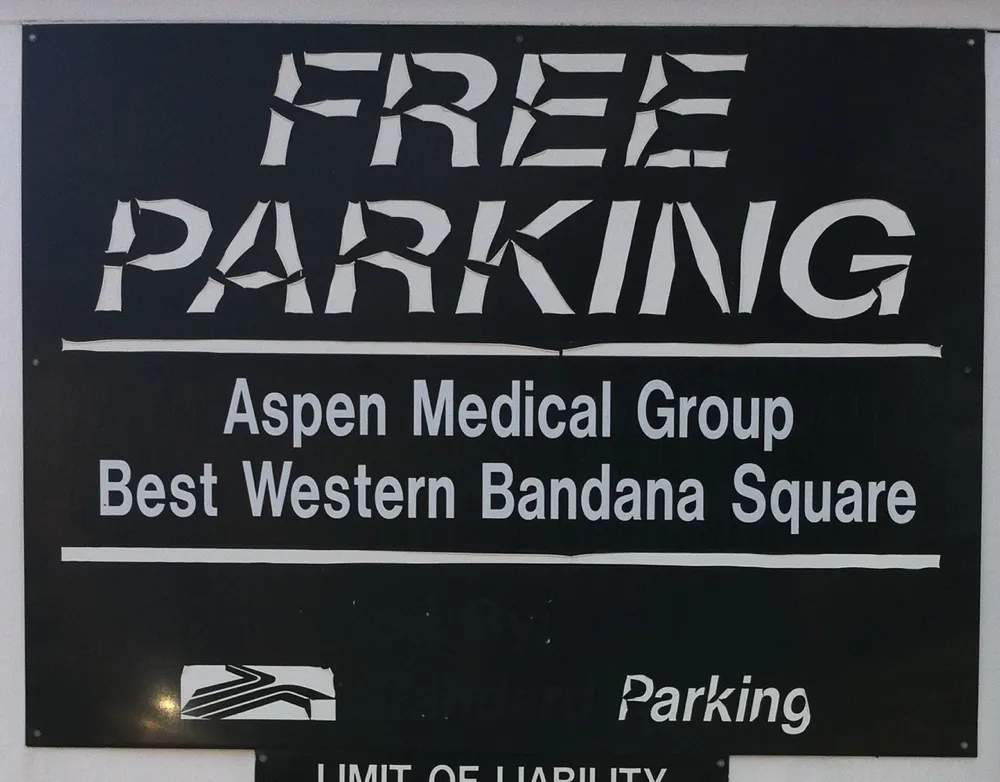 FREE
PARKING
Aspen Medical Group
Best Western Bandana Square
Parking
LIMIT OF LIABILITY